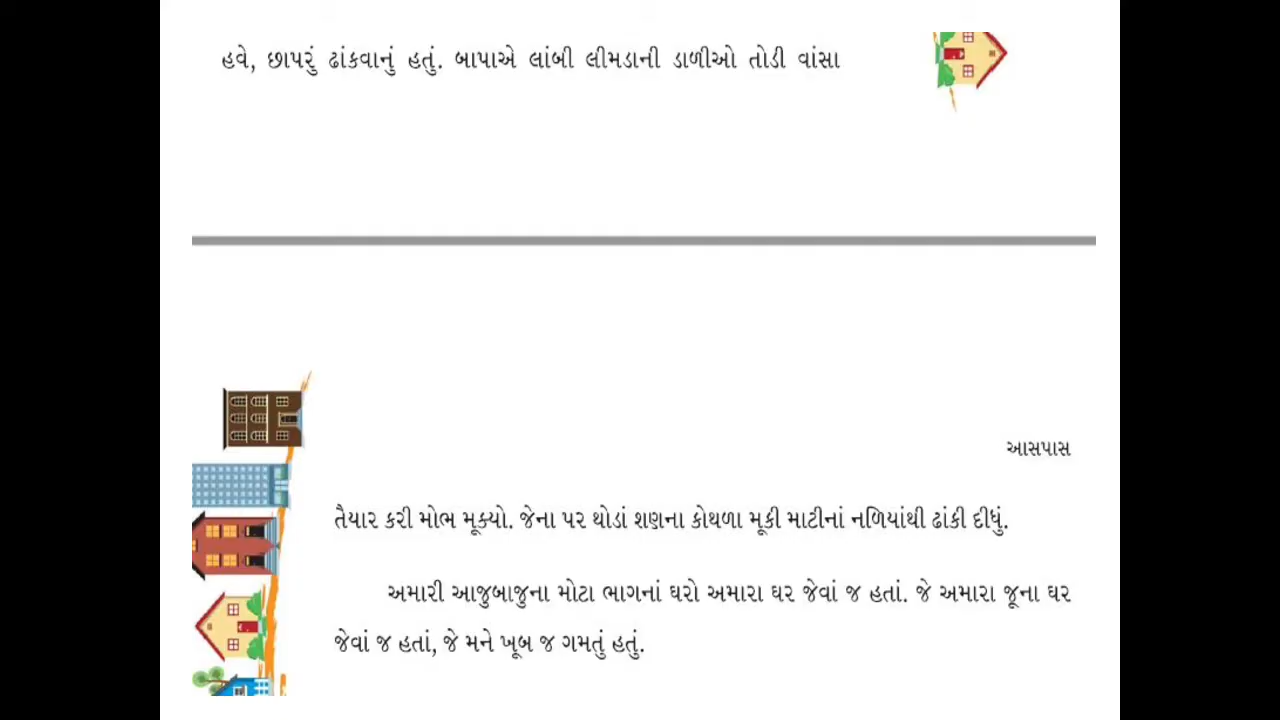 હવે, છાપરું ઢાંકવાનું હતું. બાપાએ લાંબી લીમડાની ડાળીઓ તોડી વાંસા
આસપાસ
તૈયાર કરી મોભ મૂક્યો. જેના પર થોડાં શણના કોથળા મૂકી માટીનાં નળિયાંથી ઢાંકી દીધું.
અમારી આજુબાજુના મોટા ભાગનાં ઘરો અમારા ઘર જેવાં જ હતાં. જે અમારા જૂના ઘર
જેવાં જ હતાં, જે મને ખૂબ જ ગમતું હતું.